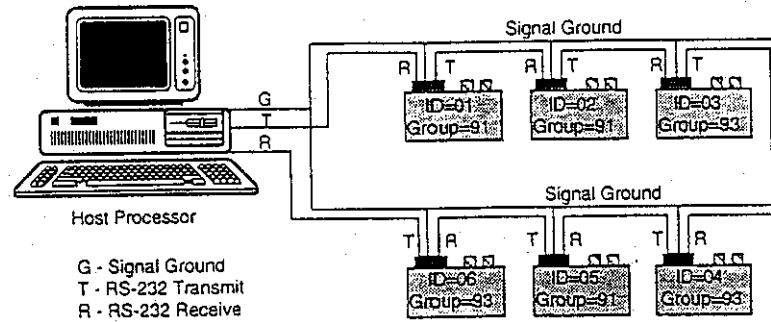 Signal Ground
R T R T R T
G
T
R
ID=01
Group=91
ID=02
Group=91
ID=03
Group=93
Host Processor
Signal Ground
T R T R T R
ID=06
Group=93
ID=05
Group=91
ID=04
Group=93
G - Signal Ground
T - RS-232 Transmit
R - RS-232 Receive